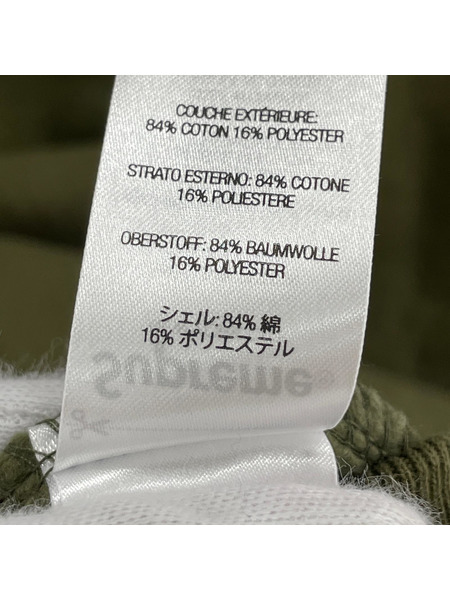 COUCHE EXTÉRIEURE:
84% COTON 16% POLYESTER
STRATO ESTERNO: 84% COTONE
16% POLIESTERE
OBERSTOFF: 84% BAUMWOLLE
16% POLYESTER
シェル: 84% 綿
16% ポリエステル
Supreme